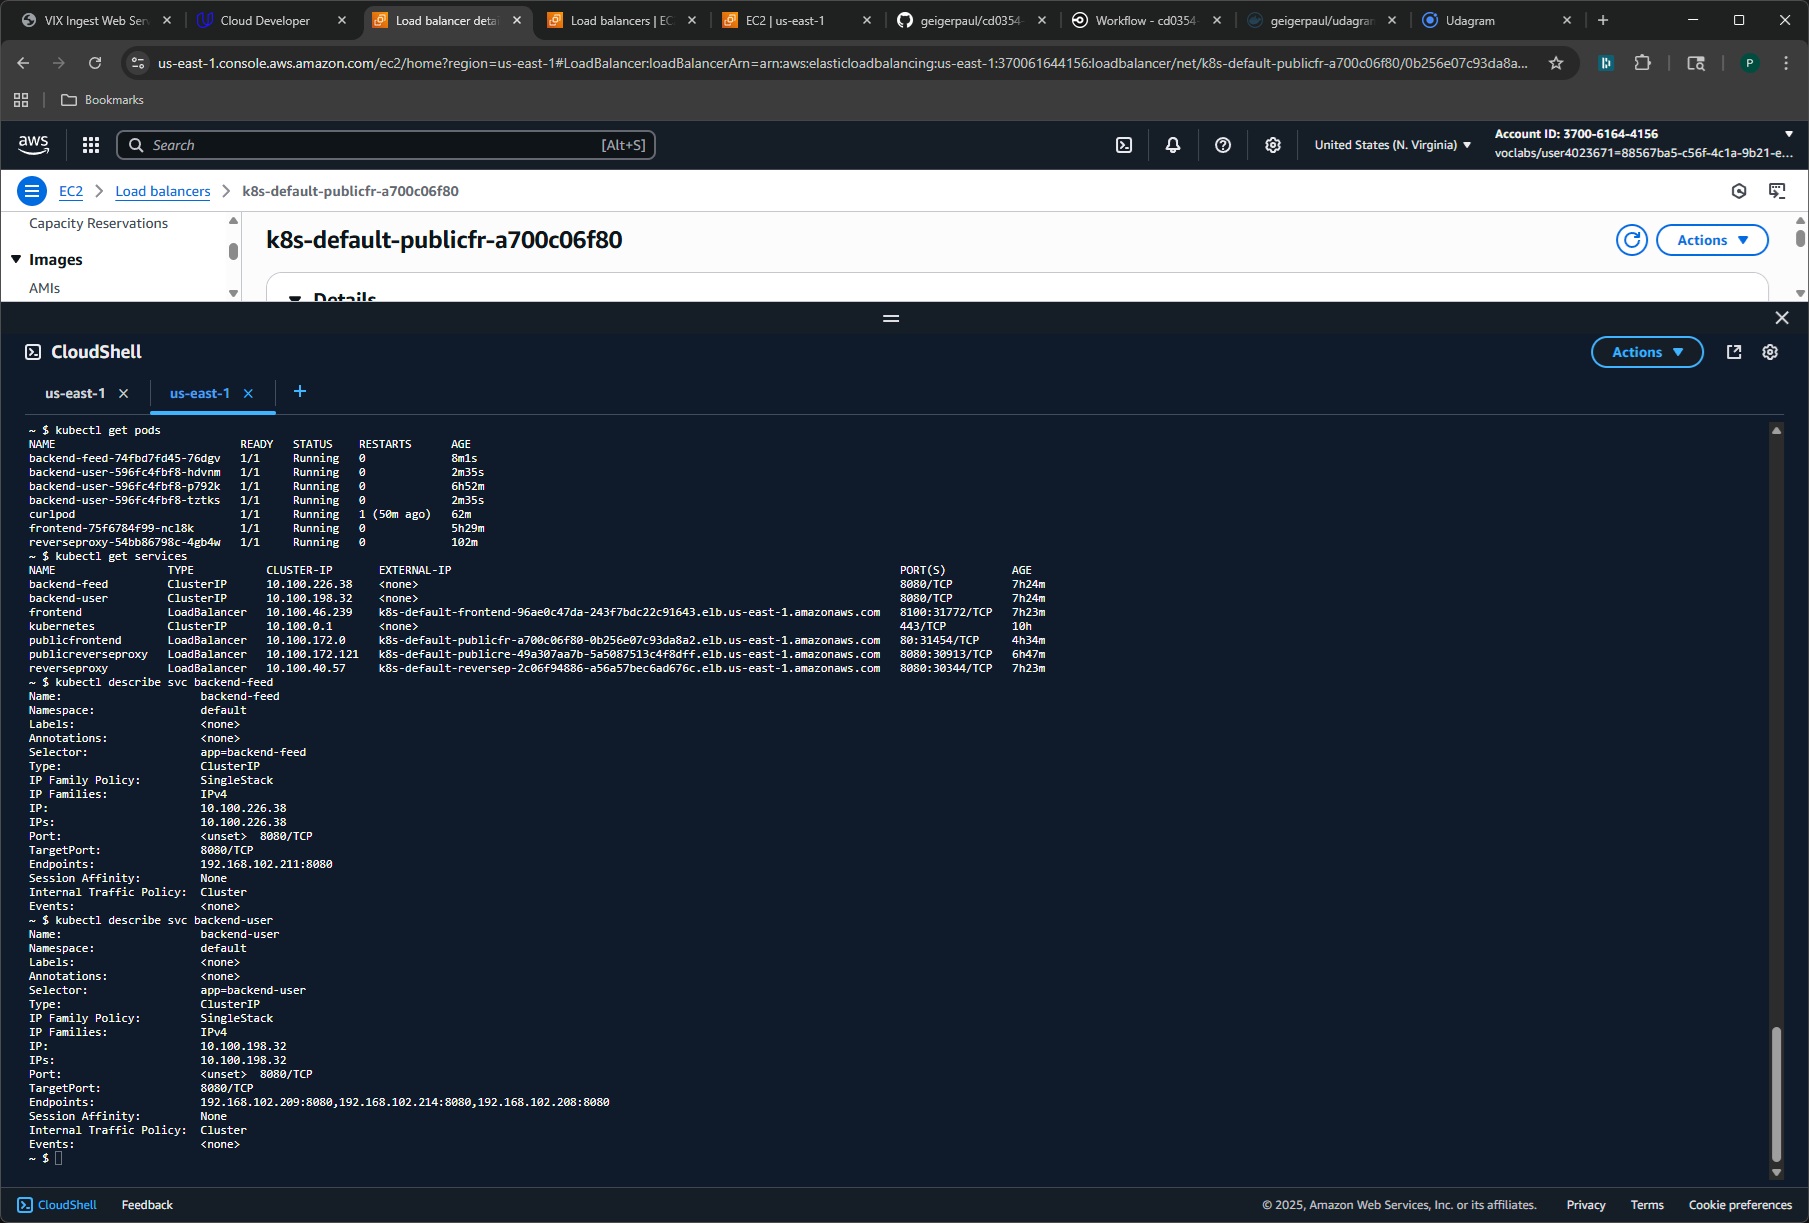 VIX Ingest Web Ser
Cloud Developer
Load balancer detai
Load balancers | EC
EC2 | us-east-1
geigerpaul/cd0354-
Workflow - cd0354
geigerpaul/udagra
Udagram
us-east-1.console.aws.amazon.com/ec2/home?region=us-east-1#LoadBalancer:loadBalancerArn=arn:aws:elasticloadbalancing:us-east-1:370061644156:loadbalancer/net/k8s-default-publicfr-a700c06f80/0b256e07c93da8a...
P
Bookmarks
aws
Search [Alt+S]
United States (N. Virginia)
Account ID: 3700-6164-4156
voclabs/user4023671=88567ba5-c56f-4c1a-9b21-e...
EC2 > Load balancers > k8s-default-publicfr-a700c06f80
Capacity Reservations
Images
AMIs
k8s-default-publicfr-a700c06f80
Actions
Details
CloudShell
Actions
us-east-1
us-east-1
~ $ kubectl get pods
NAME READY STATUS RESTARTS AGE
backend-feed-74fbd7fd45-76dgv 1/1 Running 0 8m1s
backend-user-596fc4fbf8-hdvnm 1/1 Running 0 2m35s
backend-user-596fc4fbf8-p792k 1/1 Running 0 6h52m
backend-user-596fc4fbf8-tztks 1/1 Running 0 2m35s
curlpod 1/1 Running 1 (50m ago) 62m
frontend-75f6784f99-ncl8k 1/1 Running 0 5h29m
reverseproxy-54bb86798c-4gb4w 1/1 Running 0 102m
~ $ kubectl get services
NAME TYPE CLUSTER-IP EXTERNAL-IP PORT(S) AGE
backend-feed ClusterIP 10.100.226.38 <none> 8080/TCP 7h24m
backend-user ClusterIP 10.100.198.32 <none> 8080/TCP 7h24m
frontend LoadBalancer 10.100.46.239 k8s-default-frontend-96ae0c47da-243f7bdc22c91643.elb.us-east-1.amazonaws.com 8100:31772/TCP 7h23m
kubernetes ClusterIP 10.100.0.1 <none> 443/TCP 10h
publicfrontend LoadBalancer 10.100.172.0 k8s-default-publicfr-a700c06f80-0b256e07c93da8a2.elb.us-east-1.amazonaws.com 80:31454/TCP 4h34m
publicreverseproxy LoadBalancer 10.100.172.121 k8s-default-publicre-49a307aa7b-5a5087513c4f8dff.elb.us-east-1.amazonaws.com 8080:30913/TCP 6h47m
reverseproxy LoadBalancer 10.100.40.57 k8s-default-reversep-2c06f94886-a56a57bec6ad676c.elb.us-east-1.amazonaws.com 8080:30344/TCP 7h23m
~ $ kubectl describe svc backend-feed
Name: backend-feed
Namespace: default
Labels: <none>
Annotations: <none>
Selector: app=backend-feed
Type: ClusterIP
IP Family Policy: SingleStack
IP Families: IPv4
IP: 10.100.226.38
IPs: 10.100.226.38
Port: <unset> 8080/TCP
TargetPort: 8080/TCP
Endpoints: 192.168.102.211:8080
Session Affinity: None
Internal Traffic Policy: Cluster
Events: <none>
~ $ kubectl describe svc backend-user
Name: backend-user
Namespace: default
Labels: <none>
Annotations: <none>
Selector: app=backend-user
Type: ClusterIP
IP Family Policy: SingleStack
IP Families: IPv4
IP: 10.100.198.32
IPs: 10.100.198.32
Port: <unset> 8080/TCP
TargetPort: 8080/TCP
Endpoints: 192.168.102.209:8080,192.168.102.214:8080,192.168.102.208:8080
Session Affinity: None
Internal Traffic Policy: Cluster
Events: <none>
~ $
CloudShell Feedback © 2025, Amazon Web Services, Inc. or its affiliates. Privacy Terms Cookie preferences